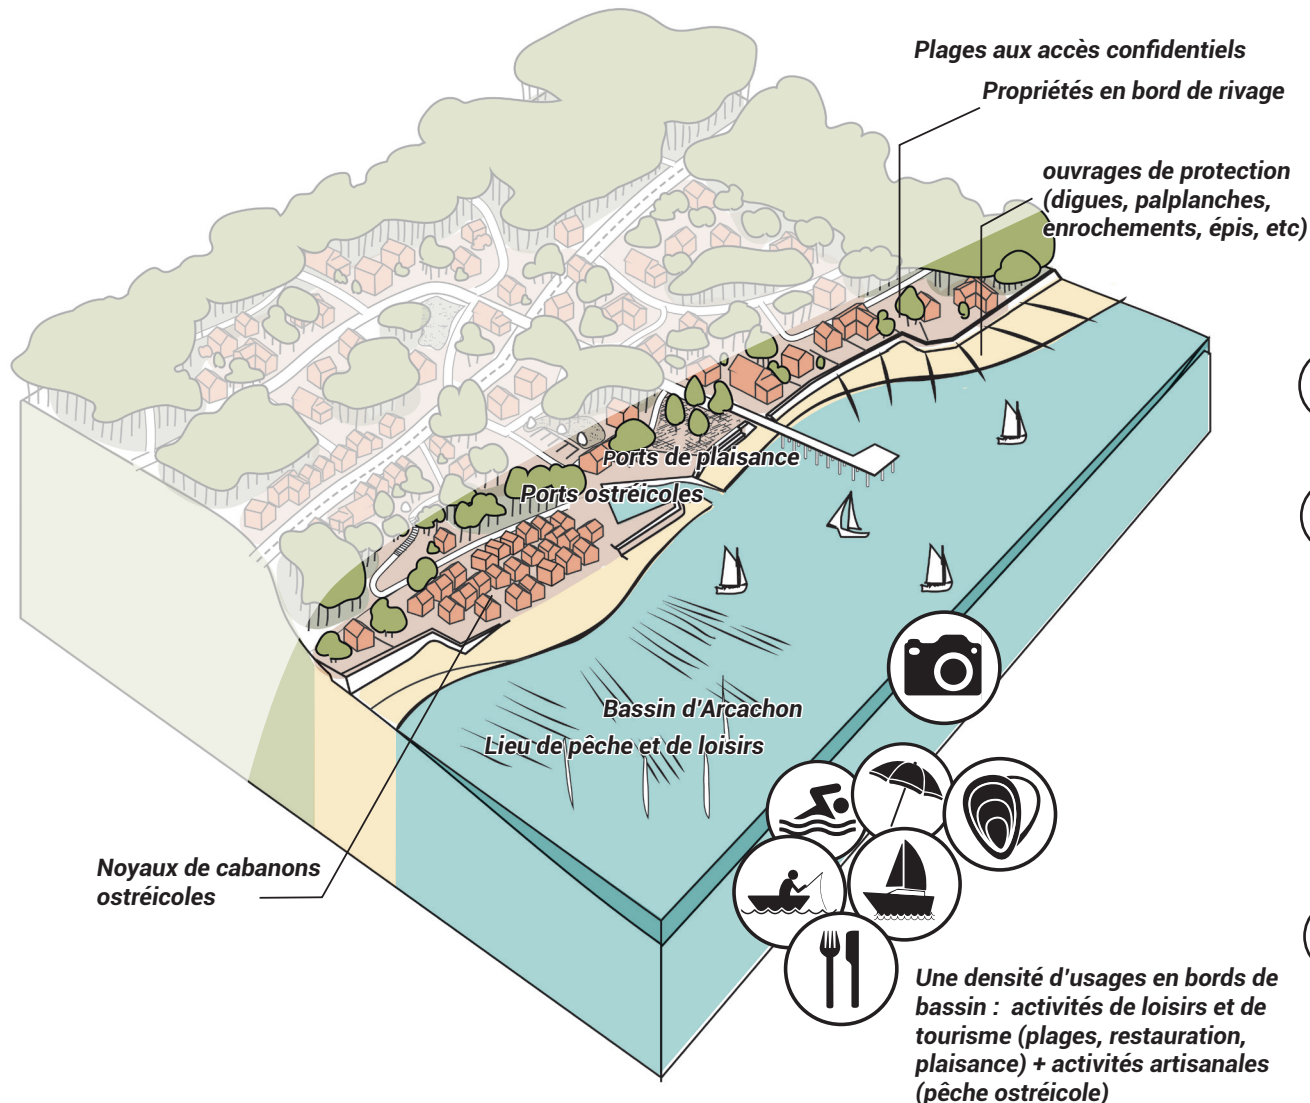 Plages aux accès confidentiels
Propriétés en bord de rivage
ouvrages de protection
(digues, palplanches,
enrochements, épis, etc)
Ports de plaisance
Ports ostréicoles
Bassin d'Arcachon
Lieu de pêche et de loisirs
Noyaux de cabanons
ostréicoles
Une densité d'usages en bords de
bassin : activités de loisirs et de
tourisme (plages, restauration,
plaisance) + activités artisanales
(pêche ostréicole)